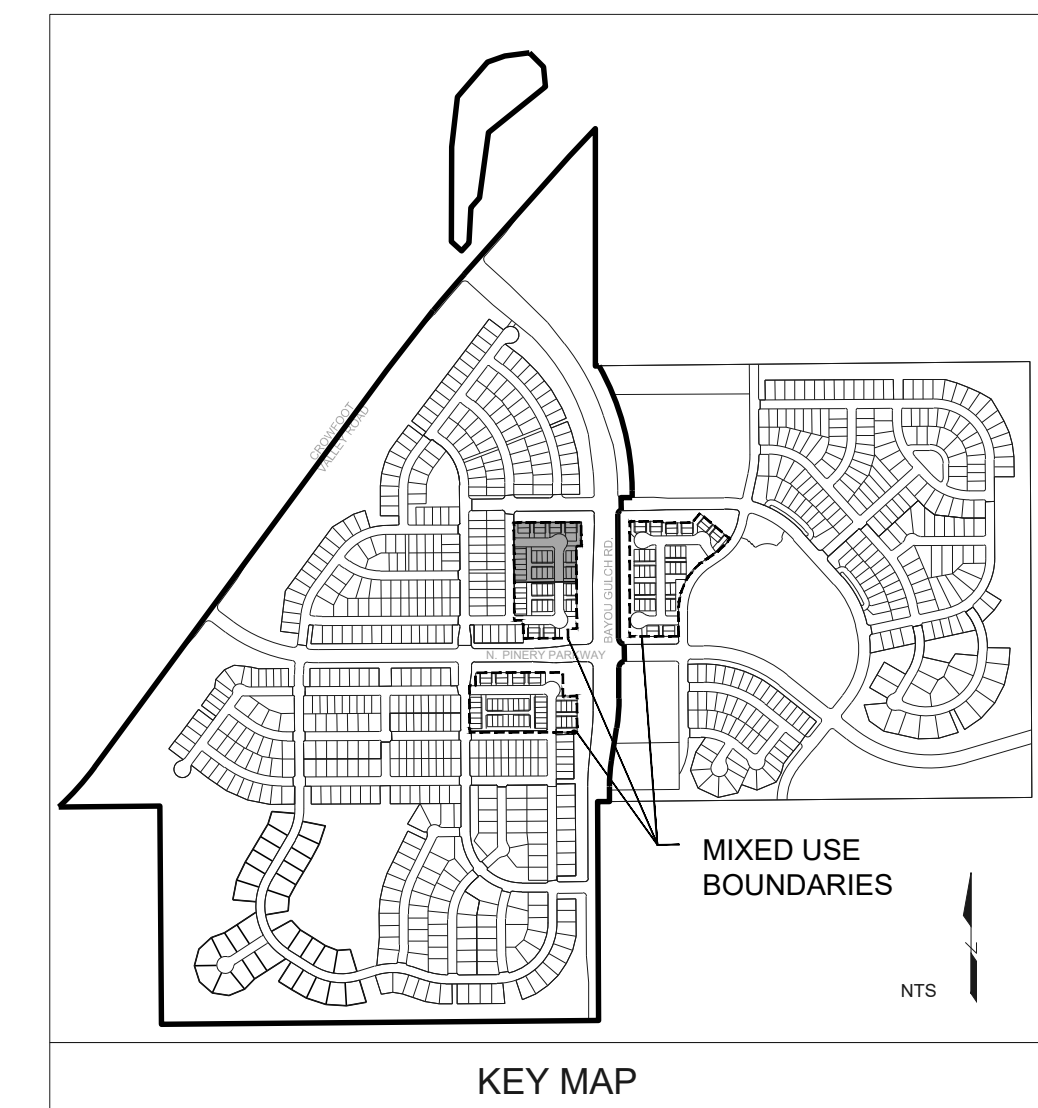 CROWFOOT
VALLEY ROAD
BAYOU GULCH RD.
N. PINERY PARKWAY
MIXED USE
BOUNDARIES
NTS
KEY MAP